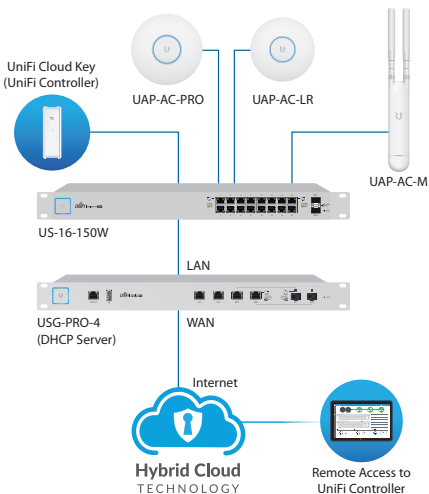 UniFi Cloud Key
(UniFi Controller)
UAP-AC-PRO
UAP-AC-LR
UAP-AC-M
US-16-150W
LAN
USG-PRO-4
(DHCP Server)
WAN
Internet
Hybrid Cloud
TECHNOLOGY
Remote Access to
UniFi Controller